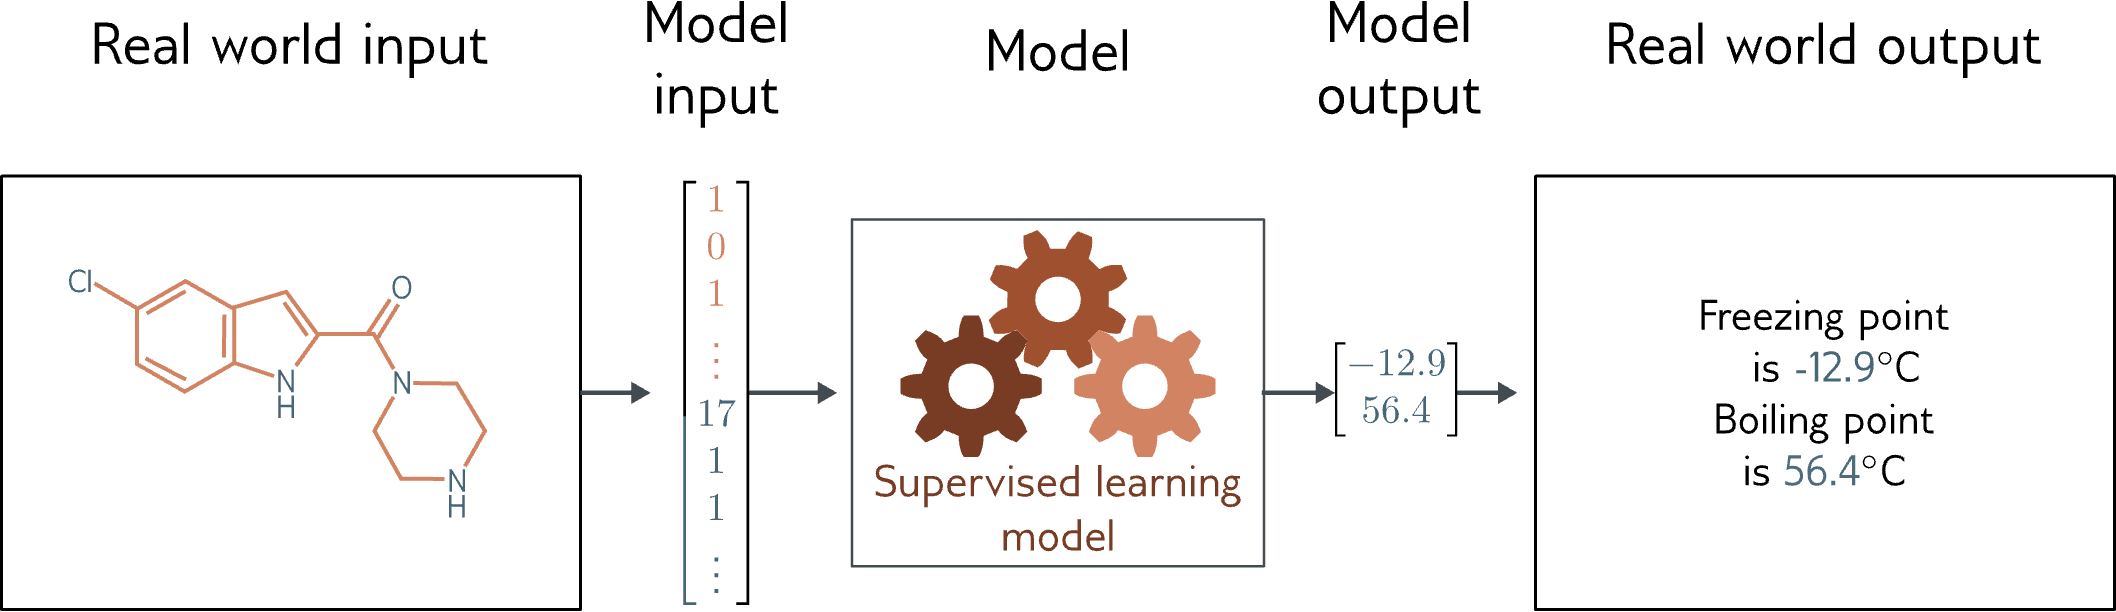 Real world input
Model
input
Model
Model
output
Real world output
Cl
O
N
H
N
N
H
1
0
1
⋮
17
1
1
⋮
Supervised learning
model
−12.9
56.4
Freezing point
is -12.9°C
Boiling point
is 56.4°C